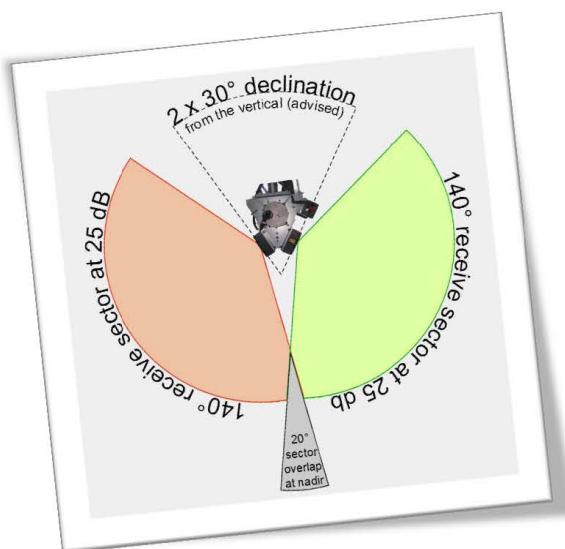 2 x 30° declination
from the vertical (advised)
140° receive sector at 25 dB
140° receive sector at 25 db
20°
sector
overlap
at nadir